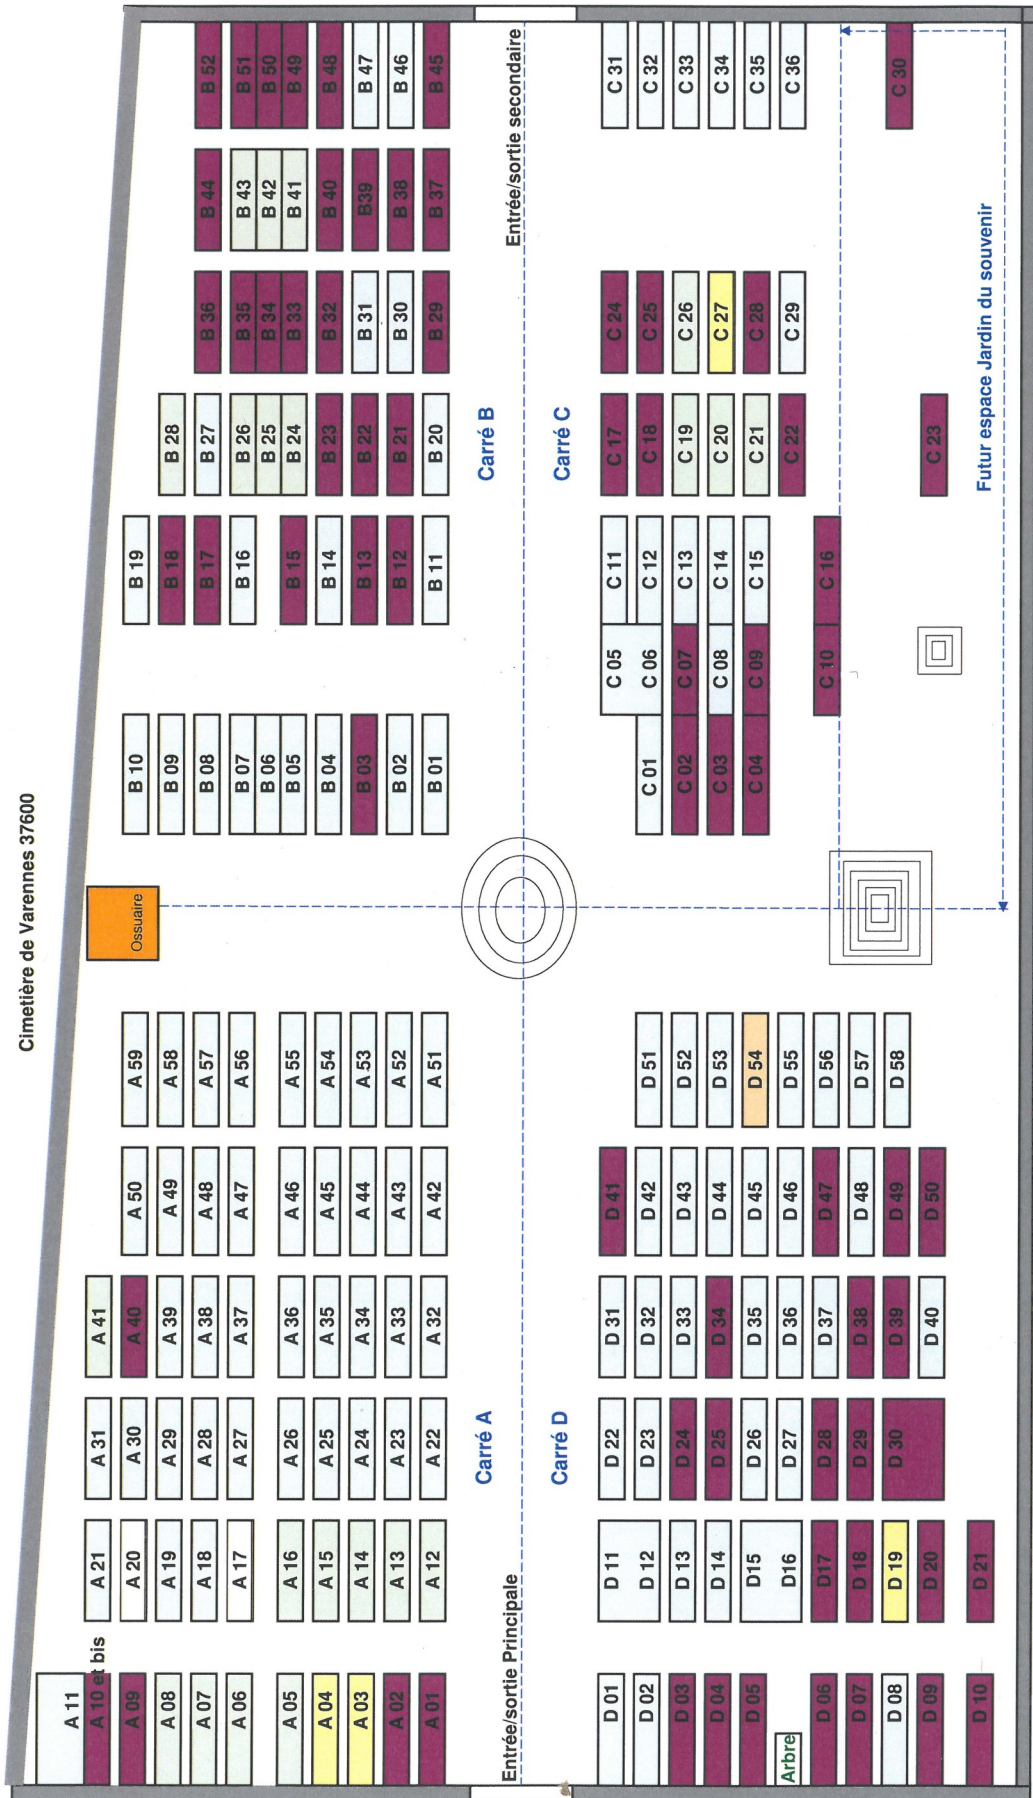 Cimetière de Varennes 37600
B 52
B 51
B 50
B 49
B 48
B 47
B 46
B 45
B 44
B 43
B 42
B 41
B 40
B39
B 38
B 37
B 36
B 35
B 34
B 33
B 32
B 31
B 30
B 29
B 28
B 27
B 26
B 25
B 24
B 23
B 22
B 21
B 20
B 19
B 18
B 17
B 16
B 15
B 14
B 13
B 12
B 11
B 10
B 09
B 08
B 07
B 06
B 05
B 04
B 03
B 02
B 01
Carré B
Entrée/sortie secondaire
Carré C
C 31
C 32
C 33
C 34
C 35
C 36
C 30
C 24
C 25
C 26
C 27
C 28
C 29
C 17
C 18
C 19
C 20
C 21
C 22
C 23
C 11
C 12
C 13
C 14
C 15
C 16
C 05
C 06
C 07
C 08
C 09
C 10
C 01
C 02
C 03
C 04
Futur espace Jardin du souvenir
Ossuaire
A 59
A 58
A 57
A 56
A 55
A 54
A 53
A 52
A 51
A 50
A 49
A 48
A 47
A 46
A 45
A 44
A 43
A 42
A 41
A 40
A 39
A 38
A 37
A 36
A 35
A 34
A 33
A 32
A 31
A 30
A 29
A 28
A 27
A 26
A 25
A 24
A 23
A 22
A 21
A 20
A 19
A 18
A 17
A 16
A 15
A 14
A 13
A 12
A 11
A 10 et bis
A 09
A 08
A 07
A 06
A 05
A 04
A 03
A 02
A 01
Carré A
Entrée/sortie Principale
Carré D
D 51
D 52
D 53
D 54
D 55
D 56
D 57
D 58
D 41
D 42
D 43
D 44
D 45
D 46
D 47
D 48
D 49
D 50
D 31
D 32
D 33
D 34
D 35
D 36
D 37
D 38
D 39
D 40
D 22
D 23
D 24
D 25
D 26
D 27
D 28
D 29
D 30
D 11
D 12
D 13
D 14
D15
D16
D17
D 18
D 19
D 20
D 21
D 01
D 02
D 03
D 04
D 05
Arbre
D 06
D 07
D 08
D 09
D 10